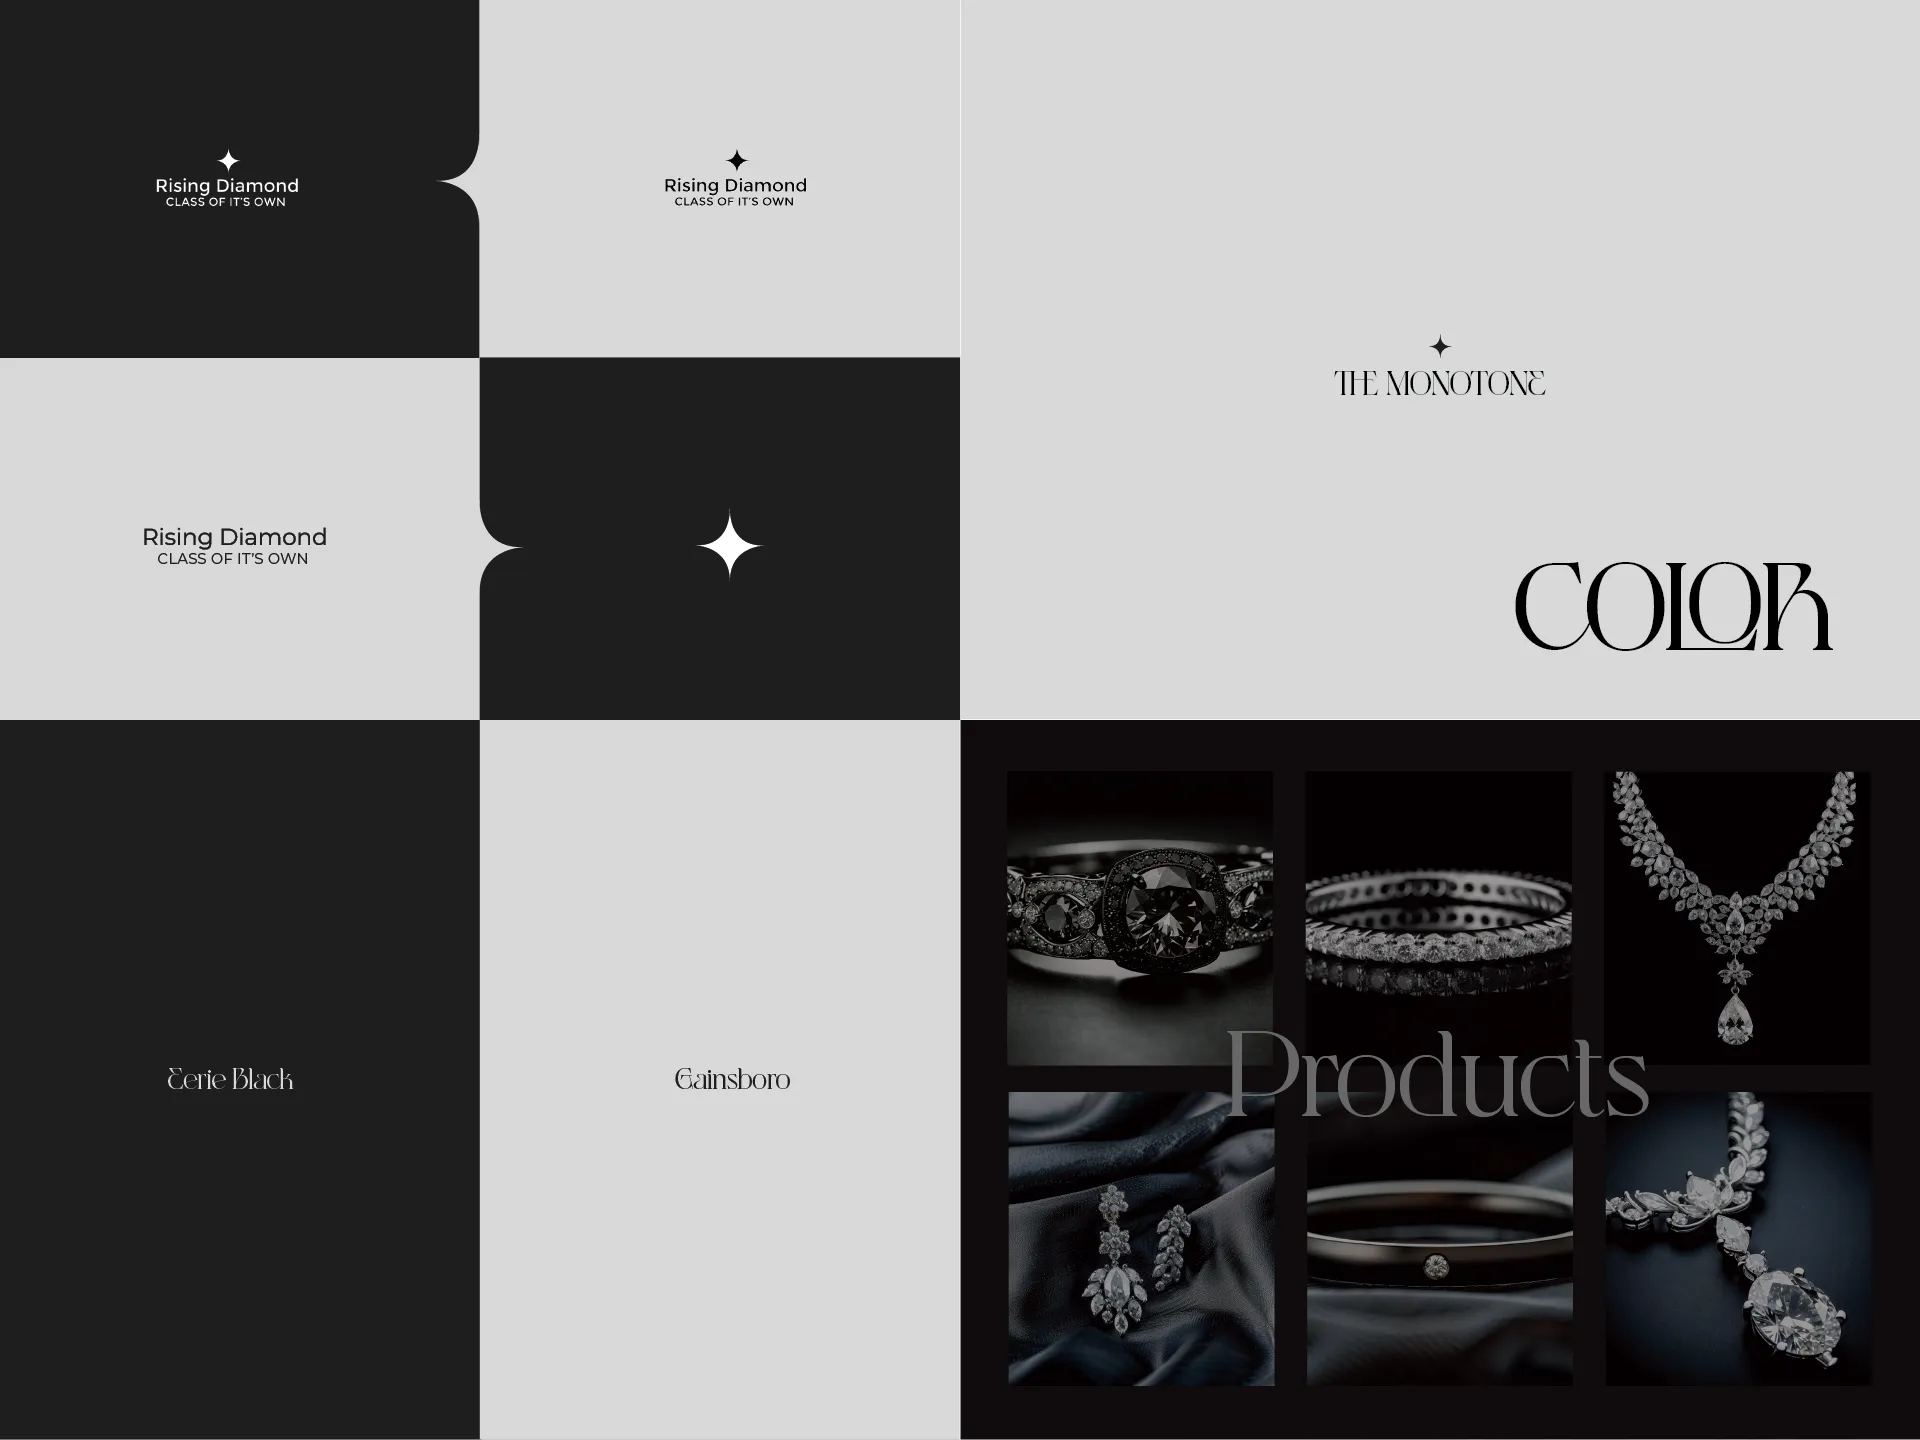 Rising Diamond
CLASS OF IT'S OWN
Rising Diamond
CLASS OF IT'S OWN
Rising Diamond
CLASS OF IT'S OWN
THE MONOTONE
COLOR
Eerie Black
Gainsboro
Products